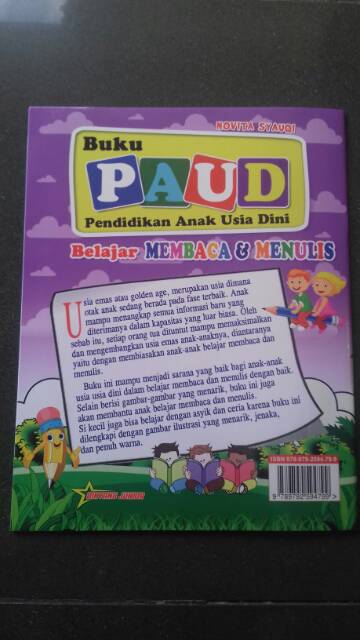 NOVITA SYAUQI
Buku
PAUD
Pendidikan Anak Usia Dini
Belajar MEMBACA & MENULIS
Usia emas atau golden age, merupakan usia dimana
otak anak sedang berada pada fase terbaik. Anak
mampu menangkap semua informasi baru yang
diterimanya dalam kapasitas yang luar biasa. Oleh
sebab itu, setiap orang tua dituntut mampu memaksimalkan
dan mengembangkan usia emas anak-anaknya, diantaranya
yaitu dengan membiasakan anak-anak belajar membaca dan
menulis.
Buku ini mampu menjadi sarana yang baik bagi anak-anak
usia usia dini dalam belajar membaca dan menulis dengan baik.
Selain berisi gambar-gambar yang menarik, buku ini juga
akan membantu anak belajar membaca dan menulis.
Si kecil juga bisa belajar dengan asyik dan ceria karena buku ini
dilengkapi dengan gambar ilustrasi yang menarik, jenaka,
dan penuh warna.
BINTANG JUNIOR